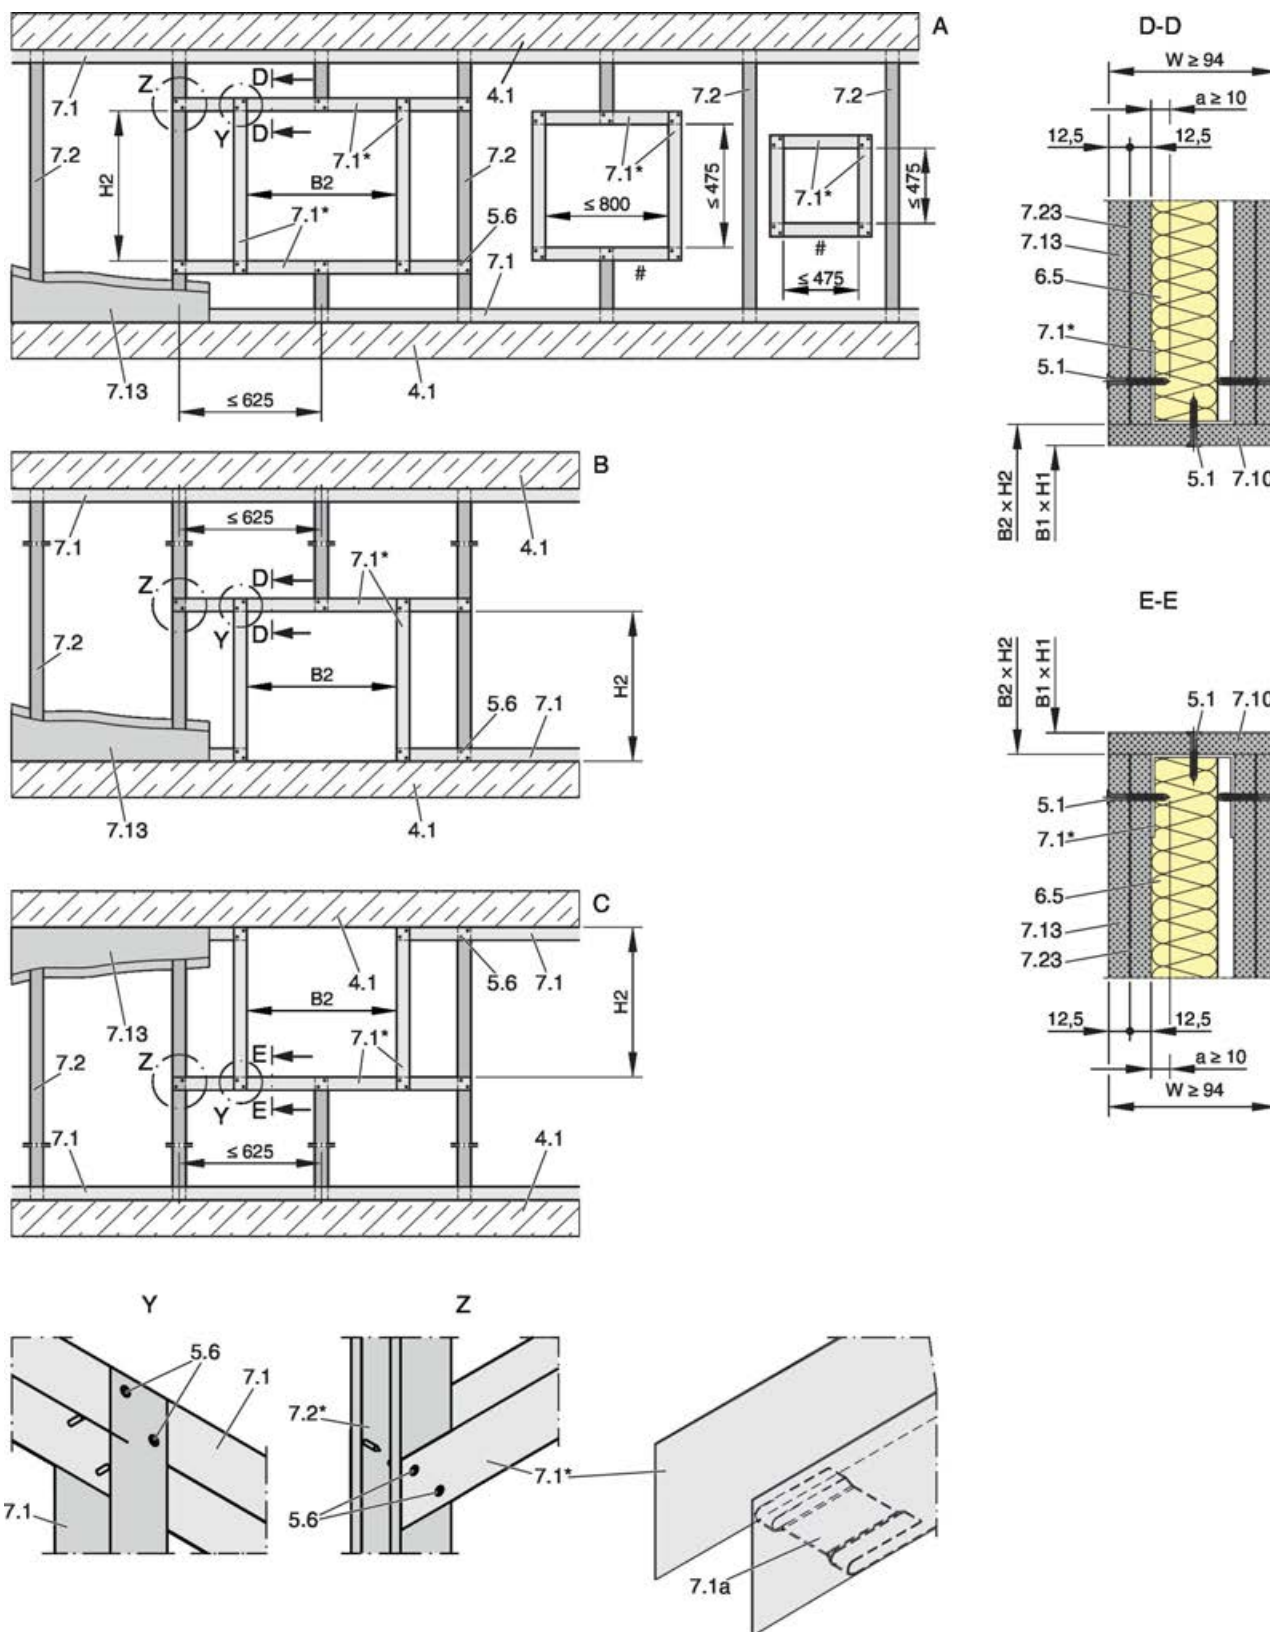 A
D-D
Z
D
7.1
4.1
7.2
7.2
W ≥ 94
a ≥ 10
12,5
12,5
Y
D
7.1*
7.2
H2
7.2
B2
7.1*
≤ 475
7.1*
≤ 475
≤ 800
7.1*
5.6
7.1
#
#
≤ 475
7.13
≤ 625
4.1
7.23
7.13
6.5
7.1*
5.1
5.1
7.10
B2 × H2
B1 × H1
B
≤ 625
7.1
4.1
Z
D
7.1*
Y
D
7.2
B2
H2
5.6
7.1
7.13
4.1
E-E
B2 × H2
B1 × H1
5.1
7.10
5.1
7.1*
6.5
7.13
7.23
12,5
12,5
a ≥ 10
W ≥ 94
C
4.1
5.6
7.1
H2
B2
7.13
Z
E
7.1*
7.2
Y
E
7.1
≤ 625
4.1
Y
Z
5.6
7.1
7.1
7.2*
5.6
7.1*
7.1a